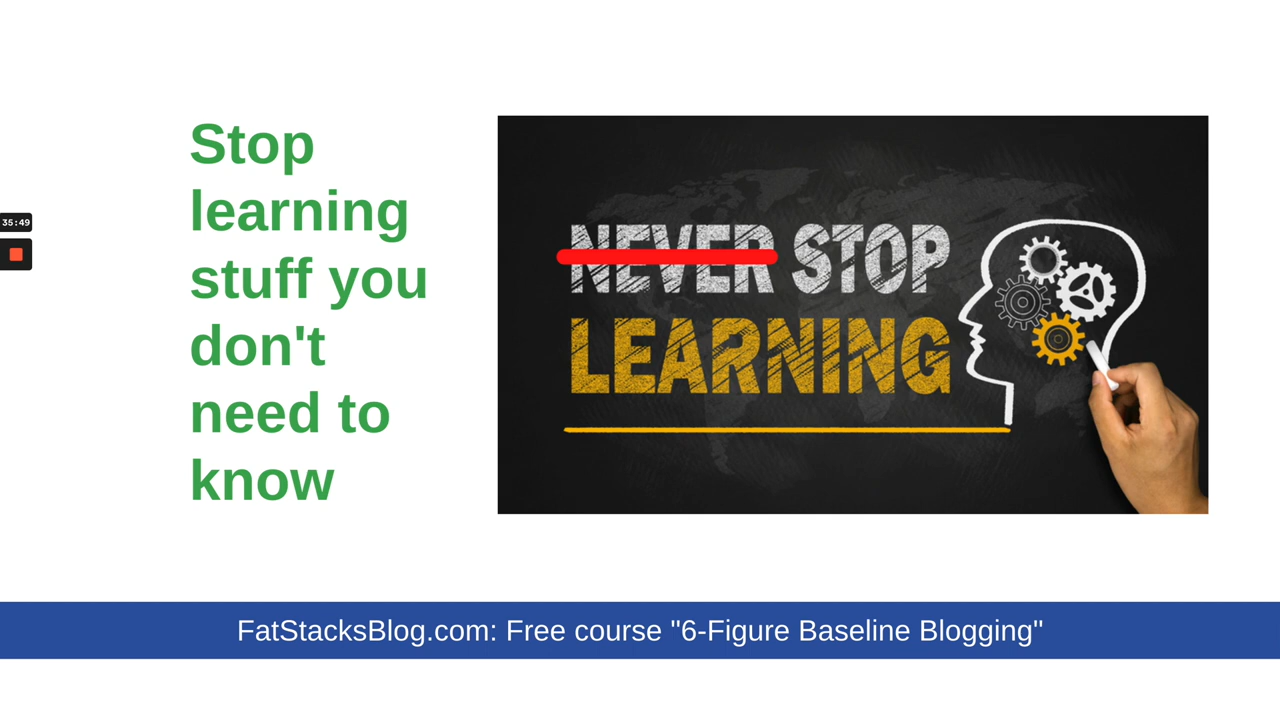 Stop
learning
stuff you
don't
need to
know
35:49
NEVER STOP
LEARNING
FatStacksBlog.com: Free course "6-Figure Baseline Blogging"